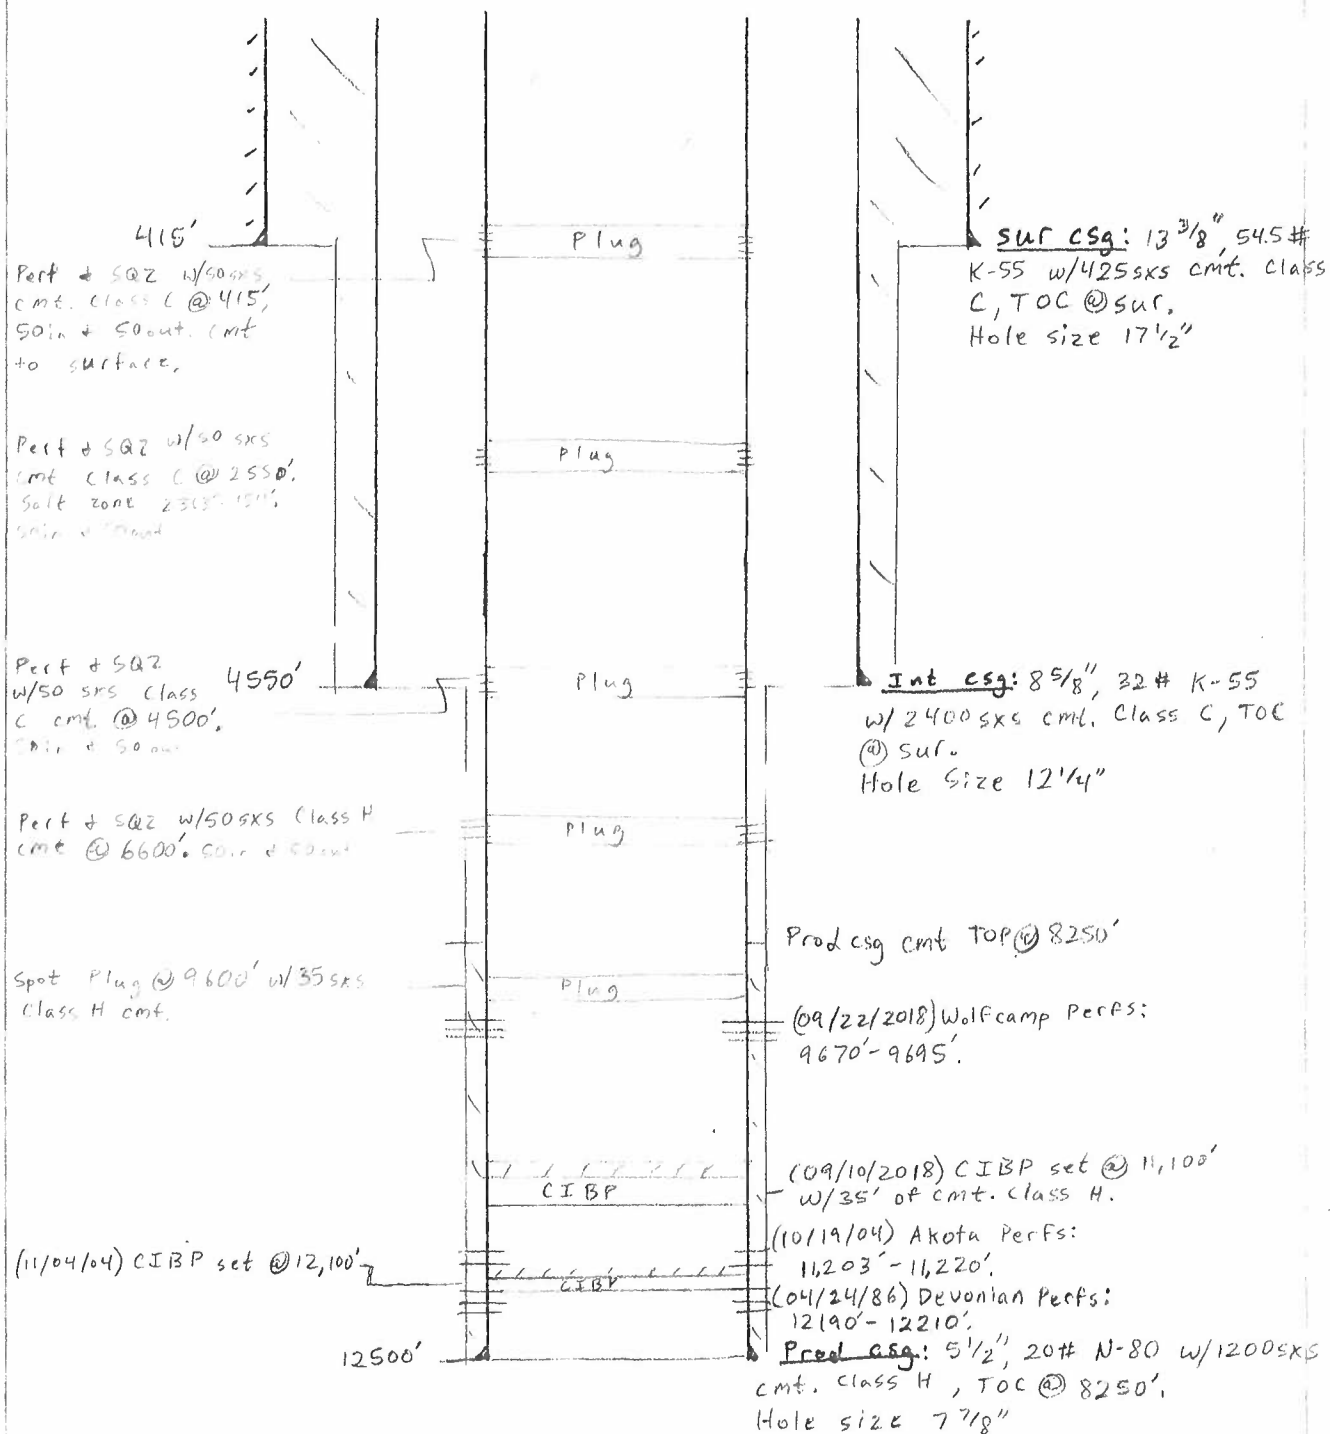 415'
Plug
sur csg: 13 3/8", 54.5#
K-55 w/425sxs cmt. Class
C, TOC @ sur.
Hole size 17 1/2"
Perf & SQZ w/50sxs
cmt. Class C @ 415',
50in & 50out. cmt
to surface.
Perf & SQZ w/50 sxs
cmt Class C @ 2550'.
Salt zone
50in & 50out
Plug
Perf & SQZ
w/50 sxs Class
C cmt. @ 4500'.
50in & 50out
4550'
Plug
Int csg: 8 5/8", 32# K-55
w/2400sxs cmt. Class C, TOC
@ sur.
Hole Size 12 1/4"
Perf & SQZ w/50sxs Class H
cmt @ 6600'. 50in & 50out
Plug
Prod csg cmt TOP @ 8250'
Spot Plug @ 9600' w/35sxs
Class H cmt.
Plug
(09/22/2018) Wolfcamp Perfs:
9670'-9695'.
(09/10/2018) CIBP set @ 11,100'
w/35' of cmt. Class H.
CIBP
(10/19/04) Akota Perfs:
11,203'-11,220'.
(11/04/04) CIBP set @ 12,100'
CIBP
(04/24/86) Devonian Perfs:
12190'-12210'.
12500'
Prod csg: 5 1/2", 20# N-80 w/1200sxs
cmt. Class H, TOC @ 8250'.
Hole size 7 7/8"